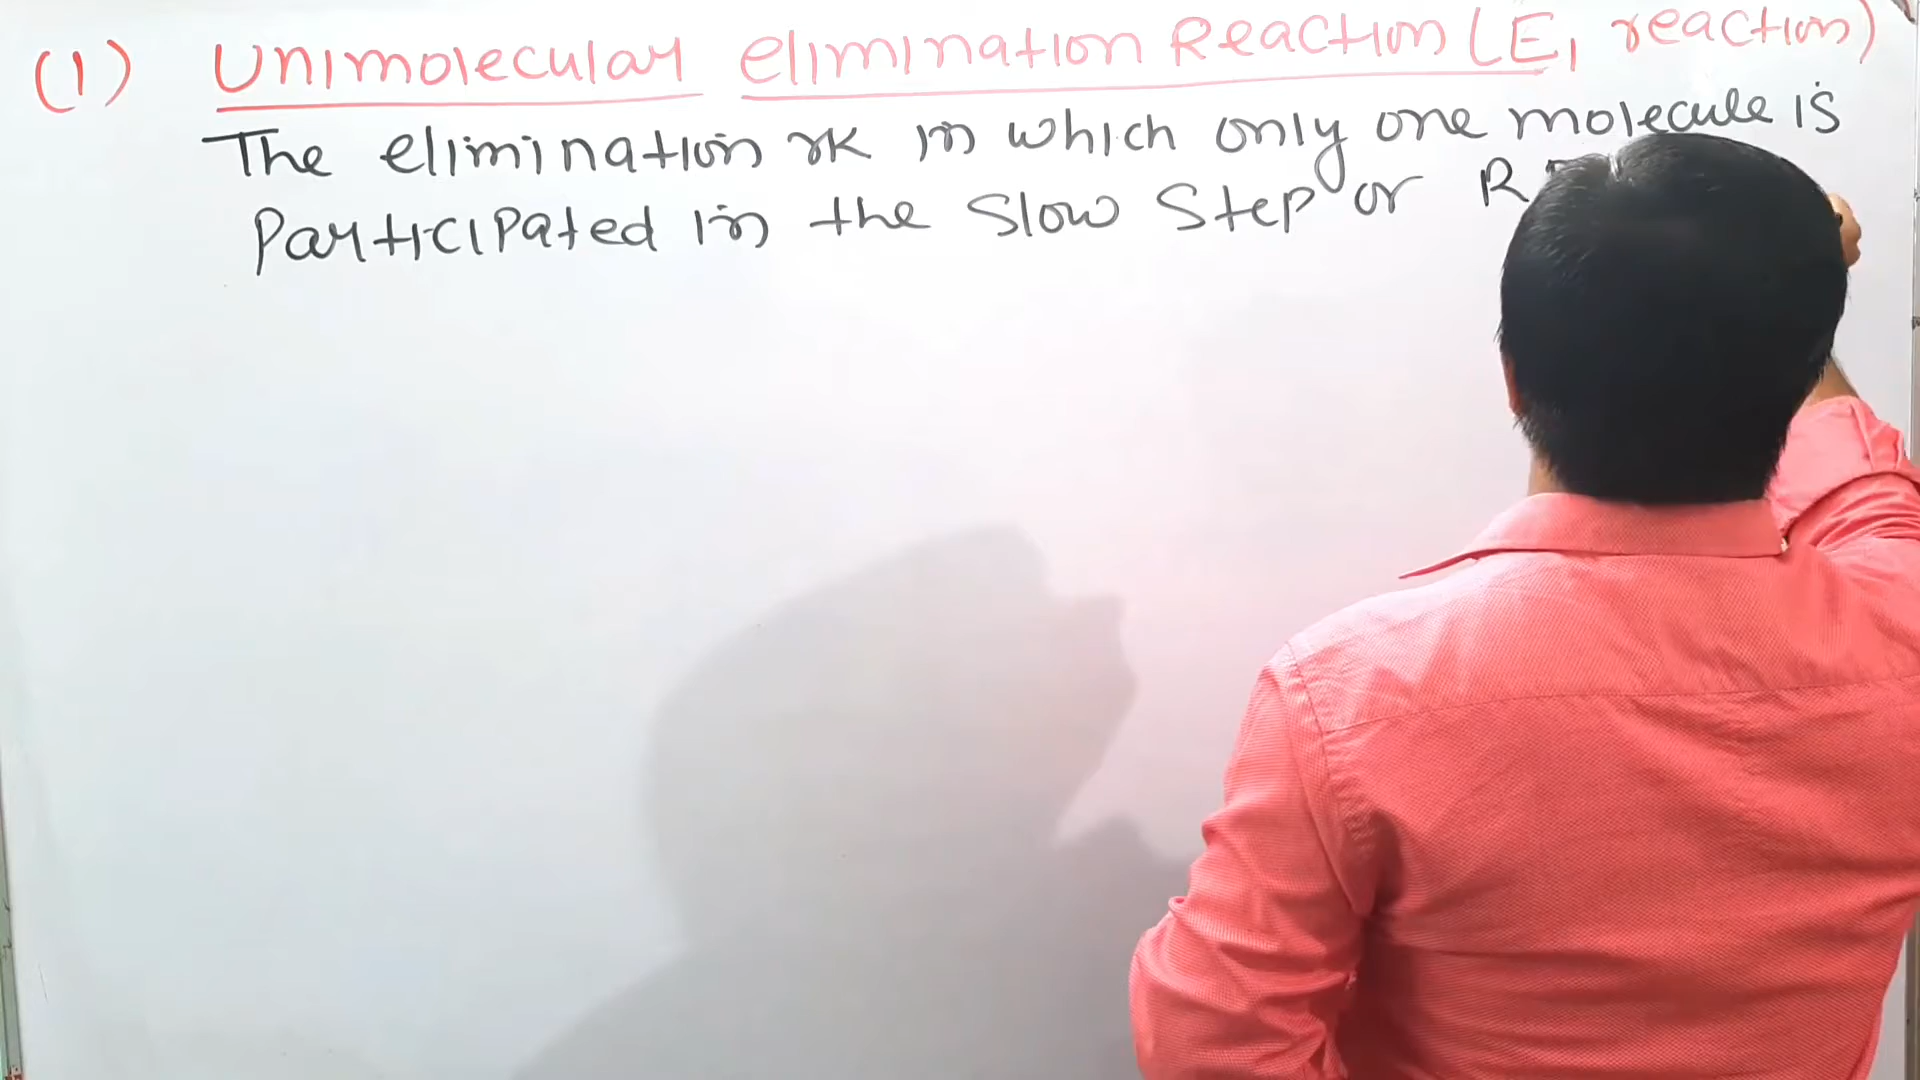 (1) Unimolecular elimination Reaction (E1 reaction)
The elimination rx in which only one molecule is
Participated in the Slow Step or R